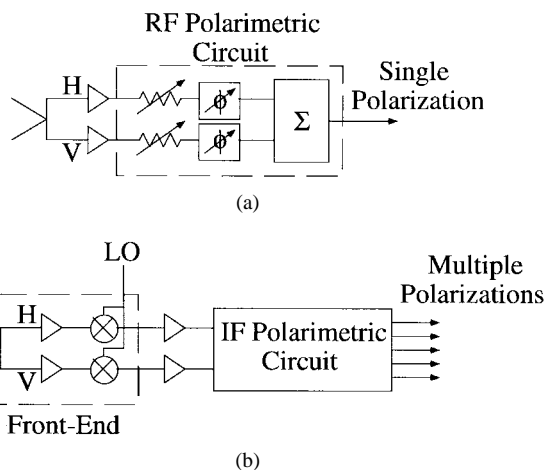 RF Polarimetric
Circuit
H
V
ϕ
ϕ
Σ
Single
Polarization
(a)
LO
H
V
Front-End
IF Polarimetric
Circuit
Multiple
Polarizations
(b)